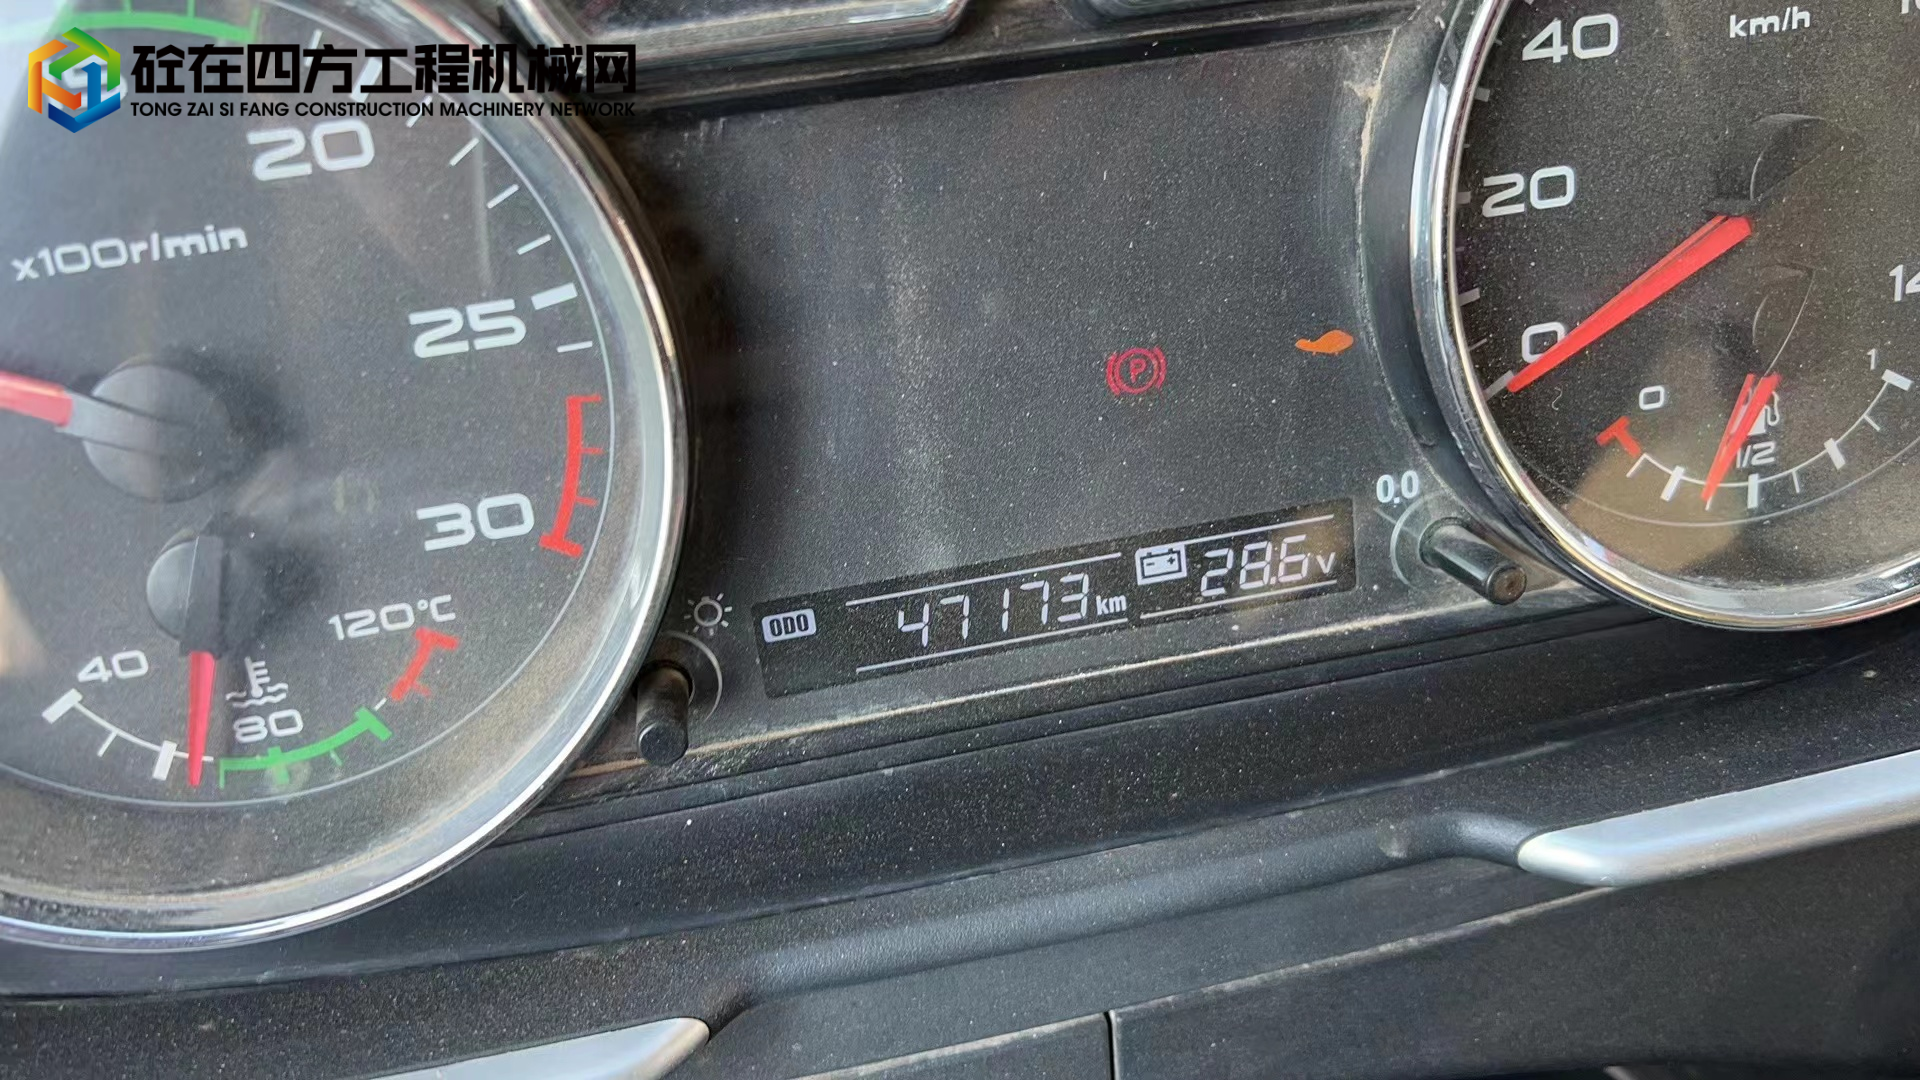 砼在四方工程机械网
TONG ZAI SI FANG CONSTRUCTION MACHINERY NETWORK
20
x100r/min
25
30
120°C
40
80
P
ODO 47173km 28.6v
0.0
km/h
40
20
0
0
1/2
1